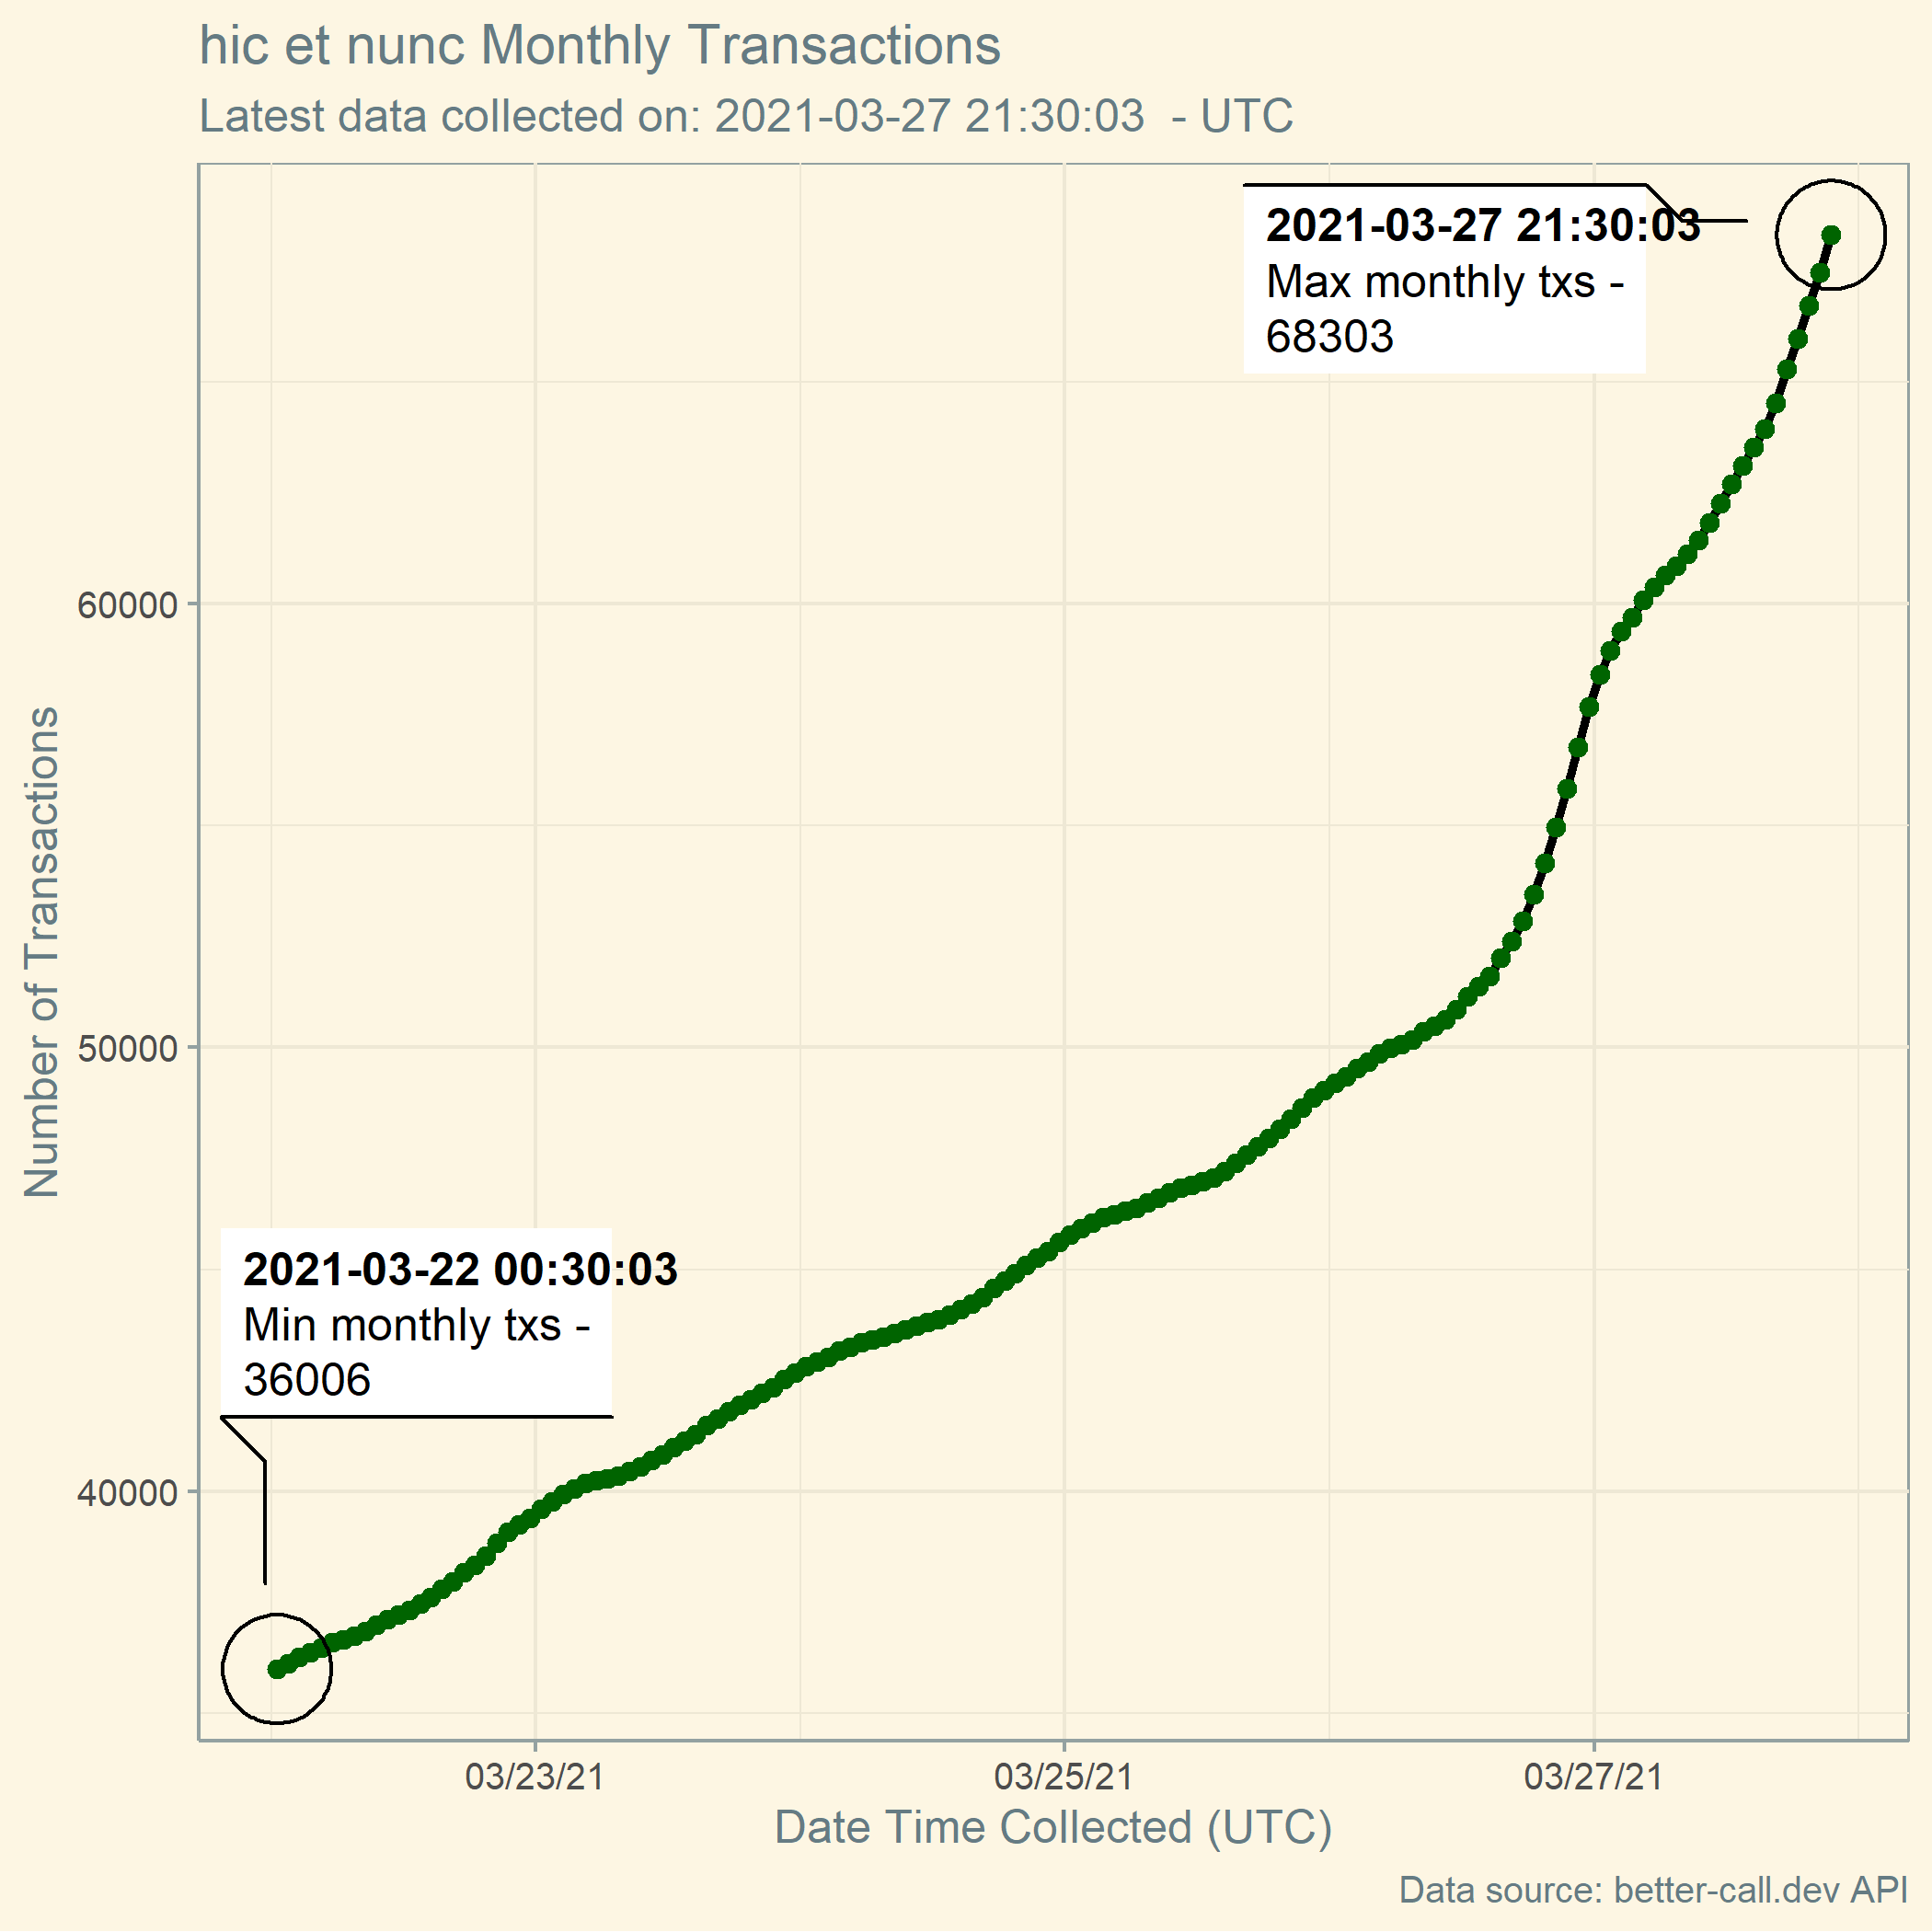 hic et nunc Monthly Transactions
Latest data collected on: 2021-03-27 21:30:03  - UTC
2021-03-27 21:30:03
Max monthly txs -
68303
60000
50000
40000
Number of Transactions
2021-03-22 00:30:03
Min monthly txs -
36006
03/23/21
03/25/21
03/27/21
Date Time Collected (UTC)
Data source: better-call.dev API